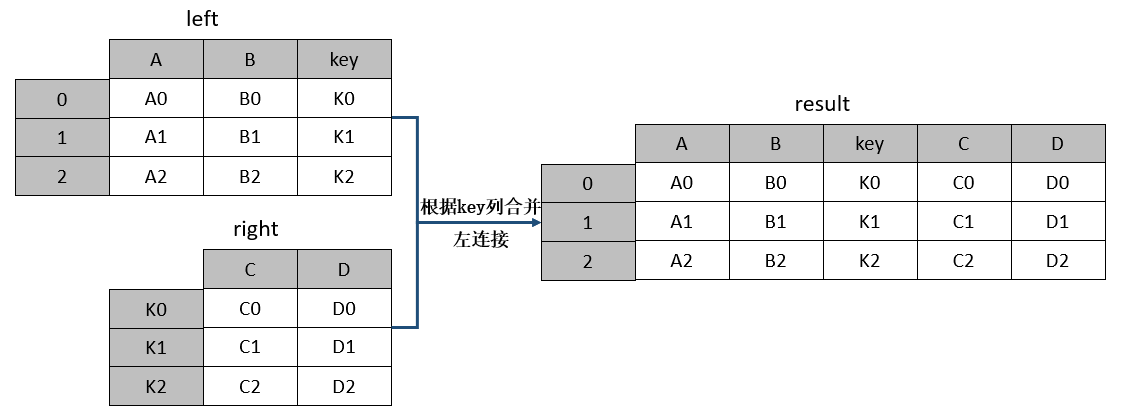 left
A B key
0 A0 B0 K0
1 A1 B1 K1
2 A2 B2 K2
right
C D
K0 C0 D0
K1 C1 D1
K2 C2 D2
根据key列合并
左连接
result
A B key C D
0 A0 B0 K0 C0 D0
1 A1 B1 K1 C1 D1
2 A2 B2 K2 C2 D2